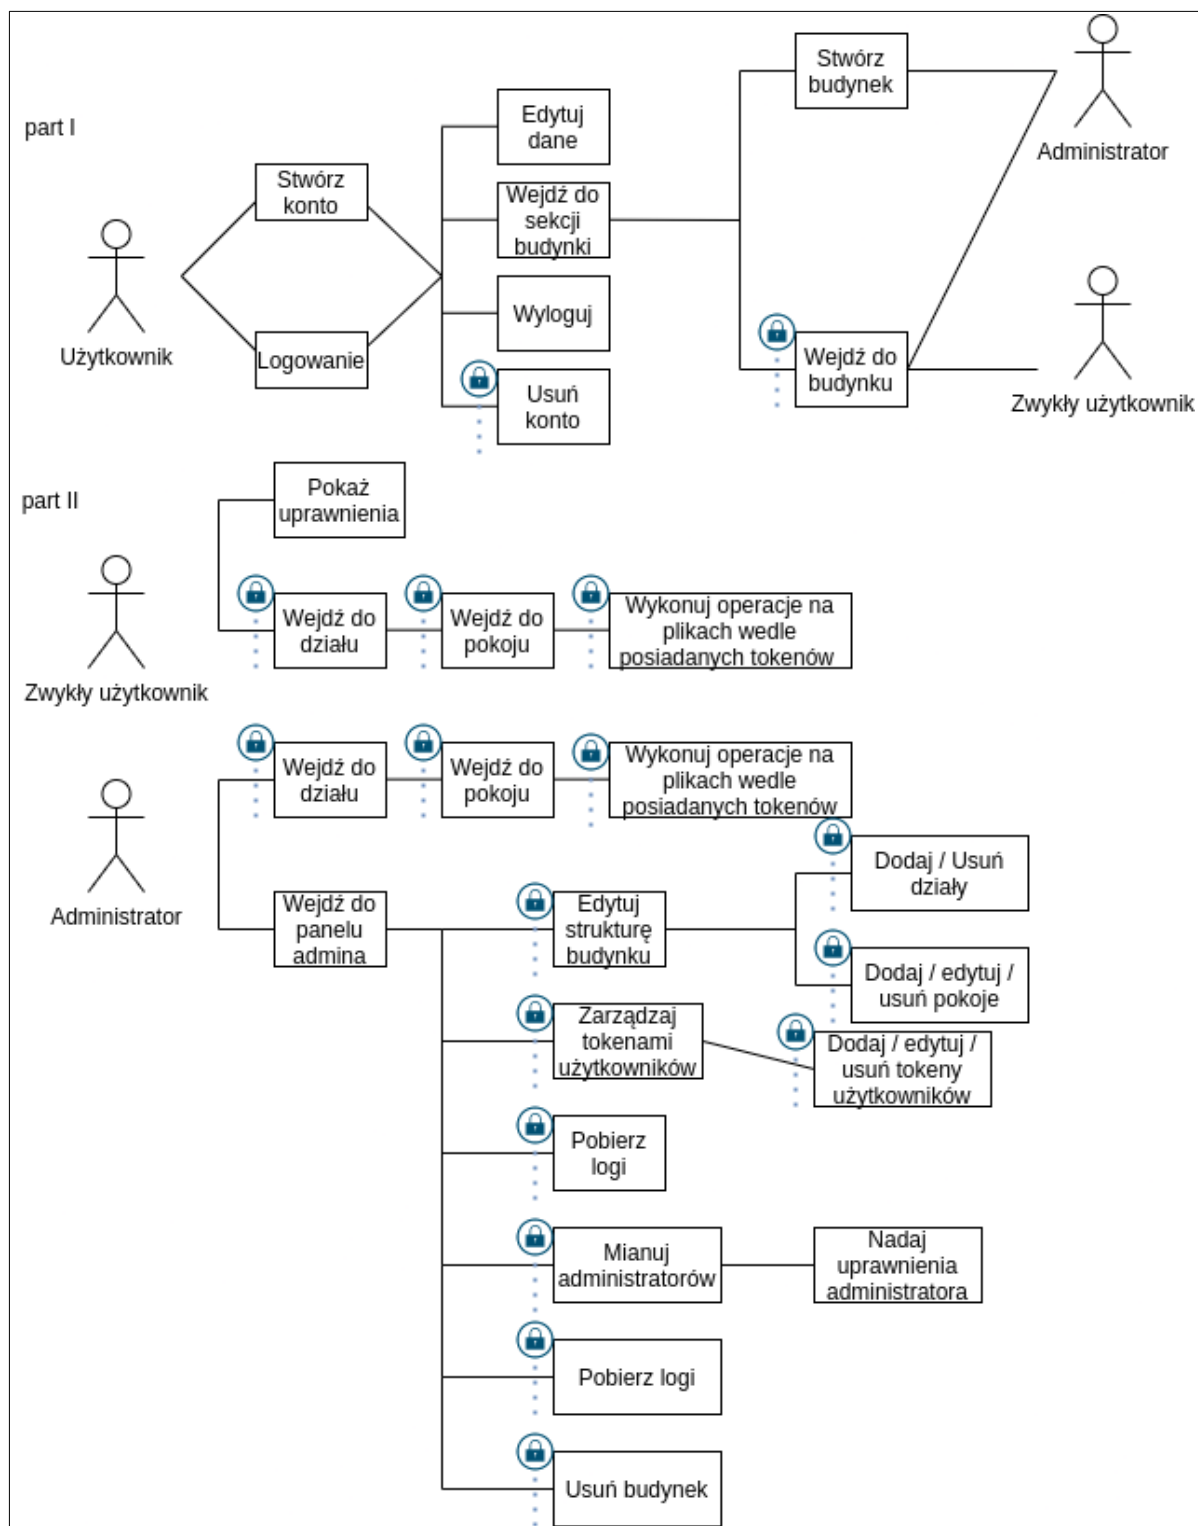 part I
Użytkownik
Stwórz
konto
Logowanie
Edytuj
dane
Wejdź do
sekcji
budynki
Wyloguj
Usuń
konto
Stwórz
budynek
Wejdź do
budynku
Administrator
Zwykły użytkownik
part II
Zwykły użytkownik
Pokaż
uprawnienia
Wejdź do
działu
Wejdź do
pokoju
Wykonuj operacje na
plikach wedle
posiadanych tokenów
Administrator
Wejdź do
działu
Wejdź do
pokoju
Wykonuj operacje na
plikach wedle
posiadanych tokenów
Wejdź do
panelu
admina
Edytuj
strukturę
budynku
Dodaj / Usuń
działy
Dodaj / edytuj /
usuń pokoje
Zarządzaj
tokenami
użytkowników
Dodaj / edytuj /
usuń tokeny
użytkowników
Pobierz
logi
Mianuj
administratorów
Nadaj
uprawnienia
administratora
Pobierz logi
Usuń budynek